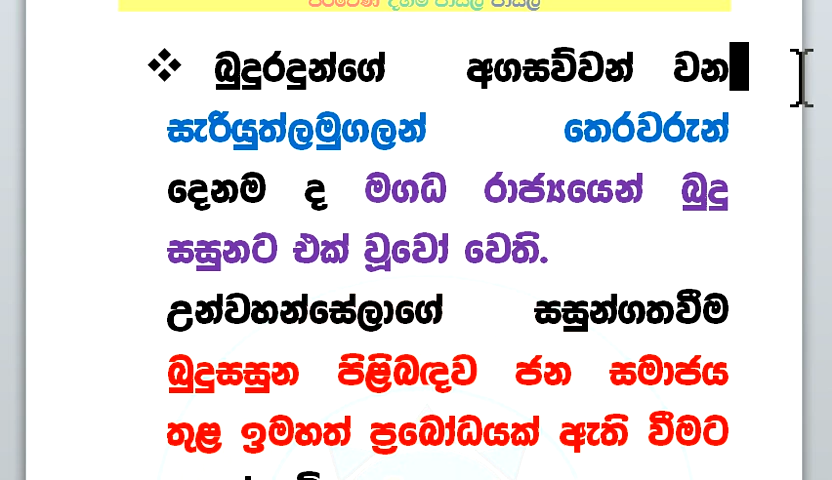 ❖ බුදුරදුන්ගේ අගසව්වන් වන
සැරියුත්ලමුගලන් තෙරවරුන්
දෙනම ද මගධ රාජ්‍යයෙන් බුදු
සසුනට එක් වූවෝ වෙති.
උන්වහන්සේලාගේ සසුන්ගතවීම
බුදුසසුන පිළිබඳව ජන සමාජය
තුළ ඉමහත් ප්‍රබෝධයක් ඇති වීමට